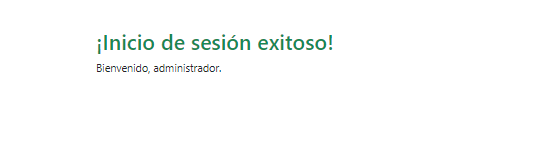 ¡Inicio de sesión exitoso!
Bienvenido, administrador.